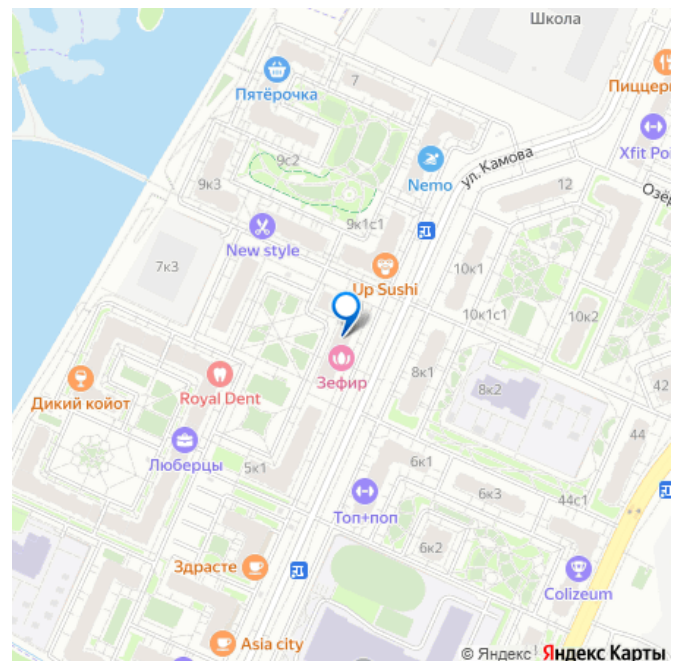 Школа
7
Пятёрочка
Пиццер
Xfit Po
9с2
9к3
Nemo
ул. Камова
12
Озёр
9к1с1
New style
7к3
Up Sushi
10к1
10к1с1
10к2
Зефир
Royal Dent
8к1
8к2
42
Дикий койот
Люберцы
5к1
44
6к1
6к3
44с1
Топ+поп
6к2
Здрасте
Colizeum
Asia city
© Яндекс Яндекс Карты